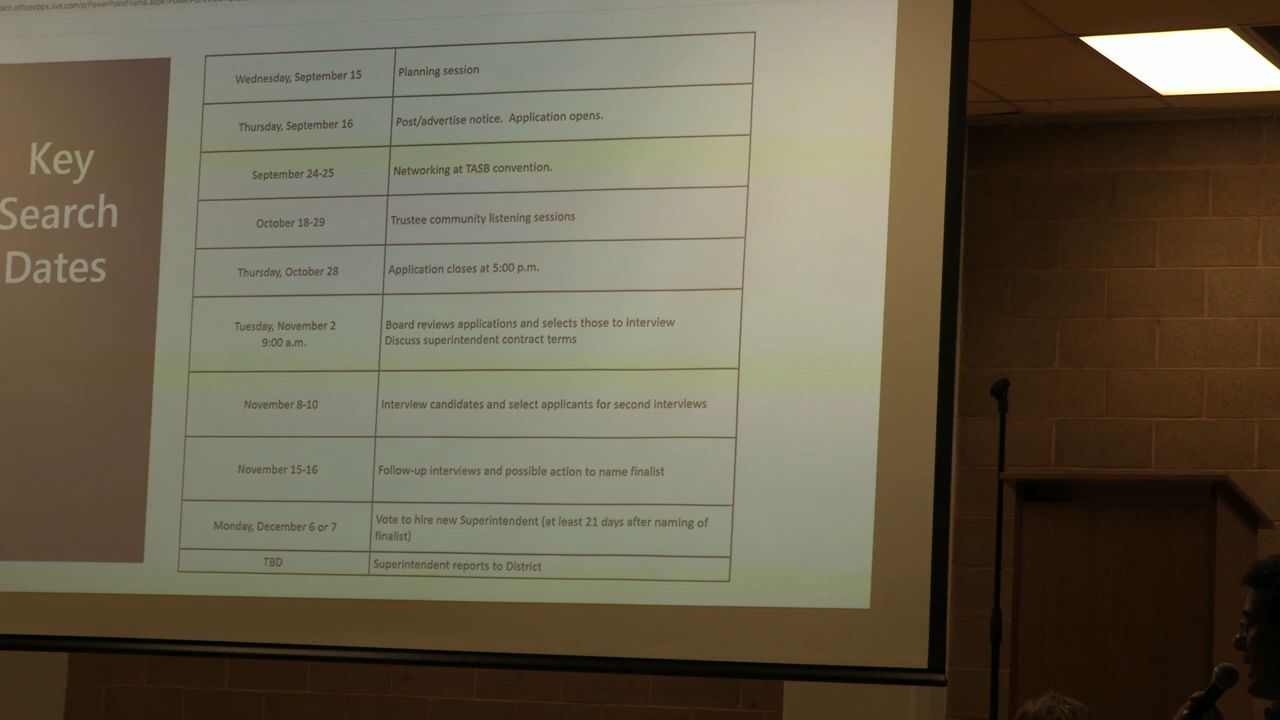 Key
Search
Dates
Wednesday, September 15
Planning session
Thursday, September 16
Post/advertise notice. Application opens.
September 24-25
Networking at TASB convention.
October 18-29
Trustee community listening sessions
Thursday, October 28
Application closes at 5:00 p.m.
Tuesday, November 2
9:00 a.m.
Board reviews applications and selects those to interview
Discuss superintendent contract terms
November 8-10
Interview candidates and select applicants for second interviews
November 15-16
Follow-up interviews and possible action to name finalist
Monday, December 6 or 7
Vote to hire new Superintendent (at least 21 days after naming of
finalist)
TBD
Superintendent reports to District